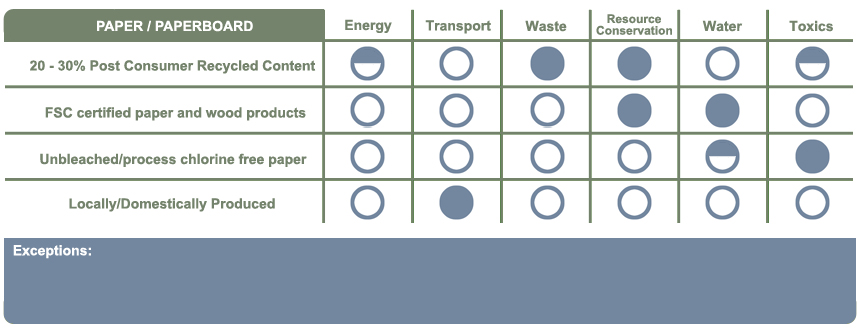 PAPER / PAPERBOARD Energy Transport Waste Resource Conservation Water Toxics
20 - 30% Post Consumer Recycled Content
FSC certified paper and wood products
Unbleached/process chlorine free paper
Locally/Domestically Produced
Exceptions: